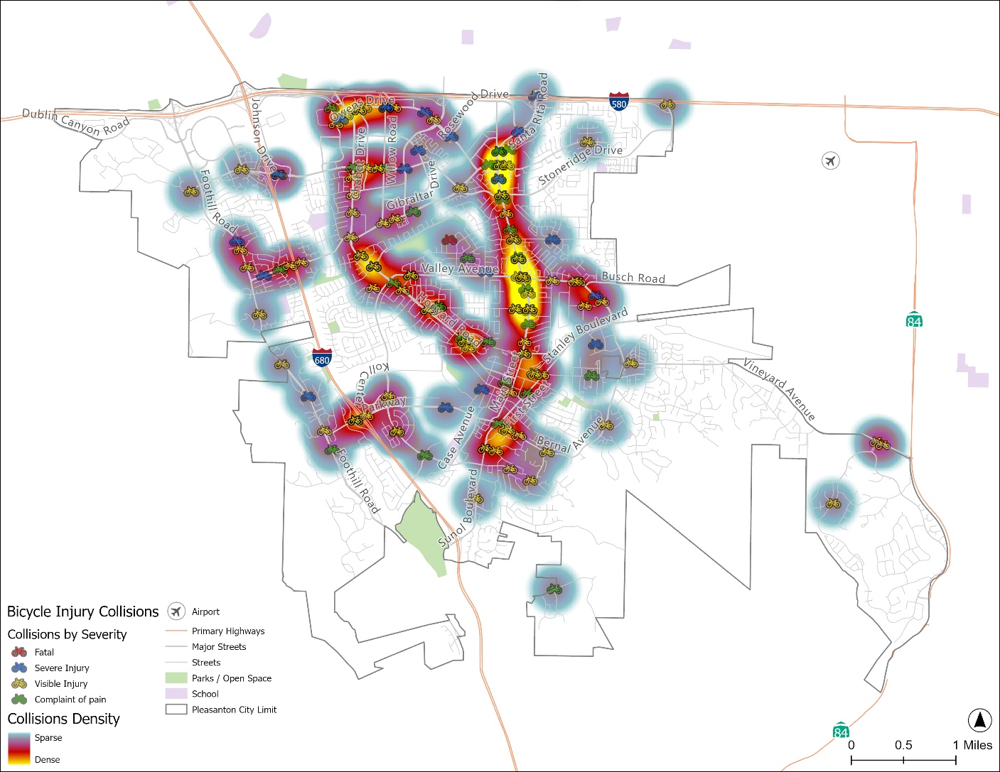 Dublin Canyon Road
Johnson Drive
Owens Drive
Rosewood Drive
Santa Rita Road
580
Willow Road
Drive
Stoneridge Drive
Foothill Road
Gibraltar Drive
Valley Avenue
Busch Road
Hopyard Road
Stanley Boulevard
84
680
Koll Center Parkway
Main Street
First Street
Vineyard Avenue
Case Avenue
Bernal Avenue
Foothill Road
Sunol Boulevard
Bicycle Injury Collisions
Collisions by Severity
Fatal
Severe Injury
Visible Injury
Complaint of pain
Collisions Density
Sparse
Dense
Airport
Primary Highways
Major Streets
Streets
Parks / Open Space
School
Pleasanton City Limit
84
0 0.5 1 Miles